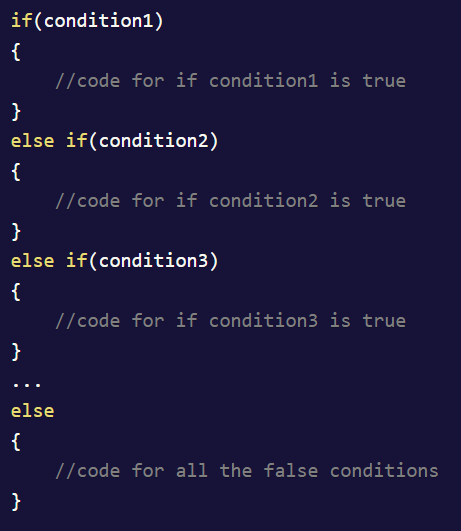 if(condition1)
{
    //code for if condition1 is true
}
else if(condition2)
{
    //code for if condition2 is true
}
else if(condition3)
{
    //code for if condition3 is true
}
...
else
{
    //code for all the false conditions
}